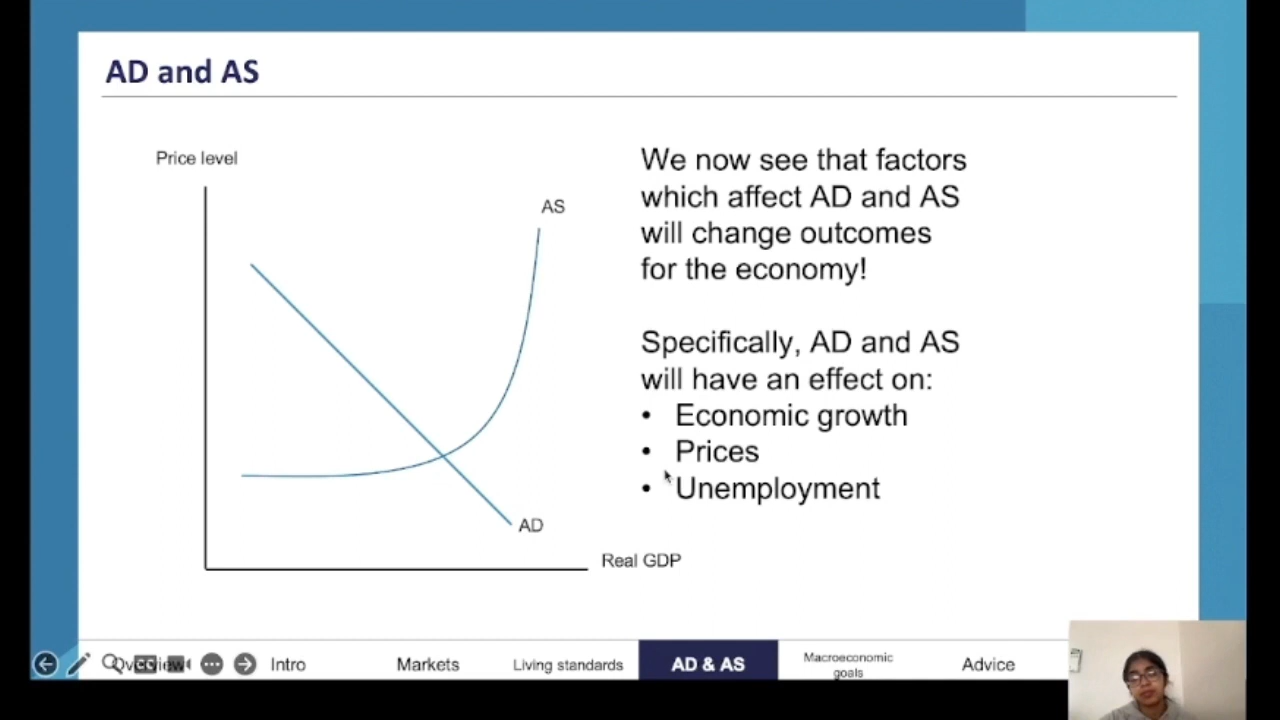 AD and AS
Price level
AS
AD
Real GDP
We now see that factors
which affect AD and AS
will change outcomes
for the economy!
Specifically, AD and AS
will have an effect on:
• Economic growth
• Prices
• Unemployment
Overview
Intro
Markets
Living standards
AD & AS
Macroeconomic
goals
Advice